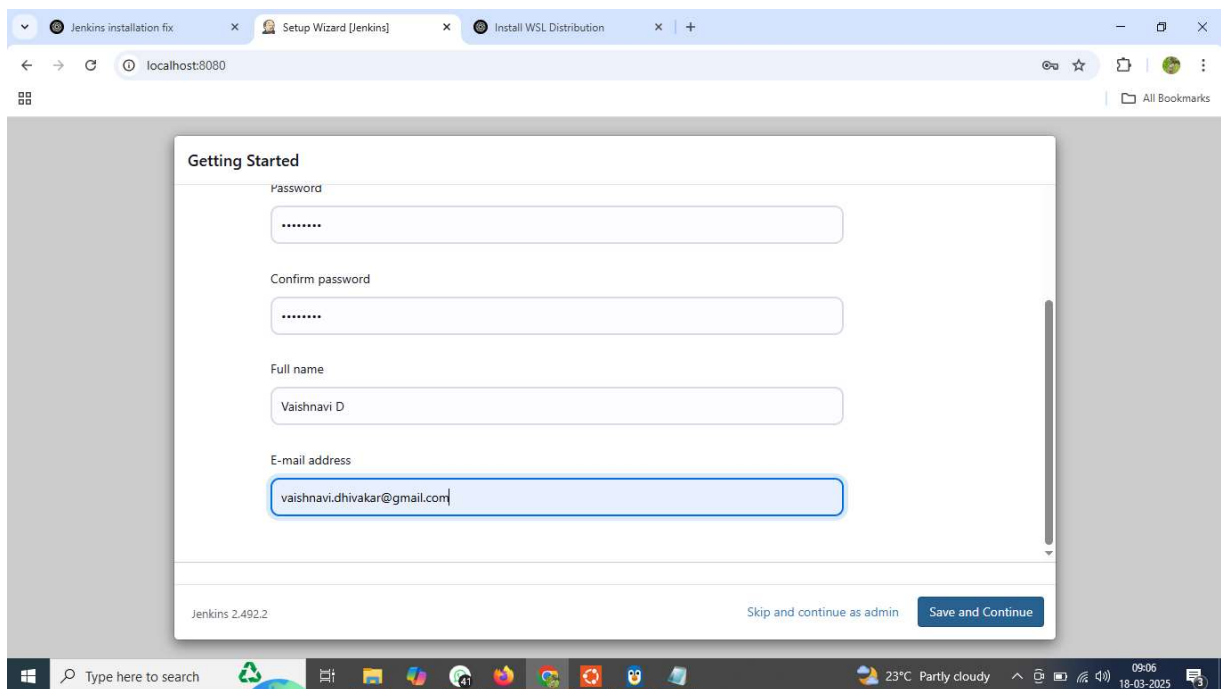 Jenkins installation fix
Setup Wizard [Jenkins]
Install WSL Distribution
localhost:8080
All Bookmarks
Getting Started
Password
••••••••
Confirm password
••••••••
Full name
Vaishnavi D
E-mail address
vaishnavi.dhivakar@gmail.com
Jenkins 2.492.2
Skip and continue as admin
Save and Continue
Type here to search
41
23°C Partly cloudy
09:06
18-03-2025
3